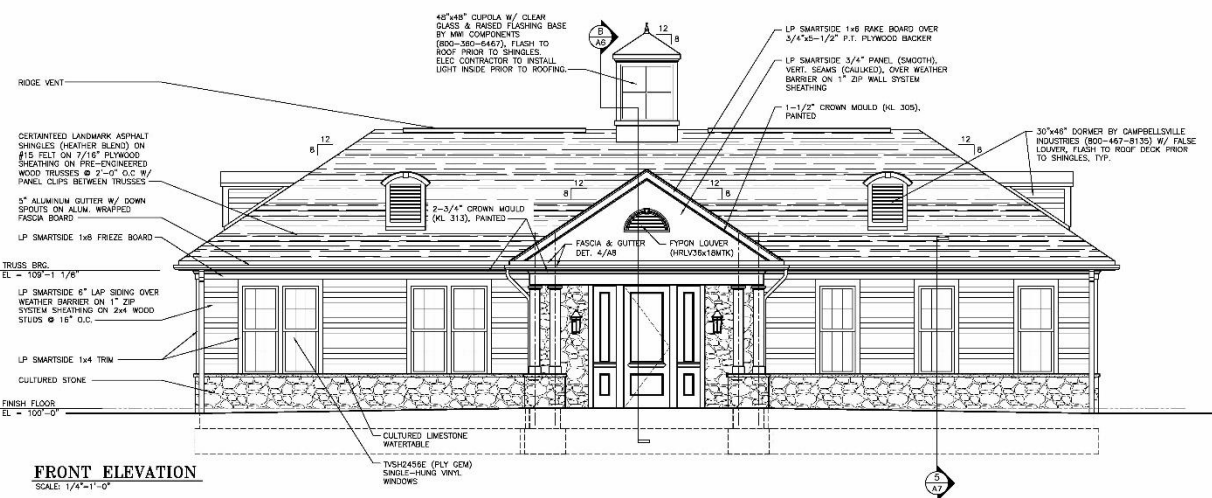 48"x48" CUPOLA W/ CLEAR
GLASS & RAISED FLASHING BASE
BY MWI COMPONENTS
(800-360-6467), FLASH TO
ROOF PRIOR TO SHINGLES.
ELEC CONTRACTOR TO INSTALL
LIGHT INSIDE PRIOR TO ROOFING.
B
A6
12
8
LP SMARTSIDE 1x6 RAKE BOARD OVER
3/4"x5-1/2" P.T. PLYWOOD BACKER
LP SMARTSIDE 3/4" PANEL (SMOOTH),
VERT. SEAMS (CAULKED), OVER WEATHER
BARRIER ON 1" ZIP WALL SYSTEM
SHEATHING
1-1/2" CROWN MOULD (KL 305),
PAINTED
30"x46" DORMER BY CAMPBELLSVILLE
INDUSTRIES (800-467-8135) W/ FALSE
LOUVER, FLASH TO ROOF DECK PRIOR
TO SHINGLES, TYP.
RIDGE VENT
CERTAINTEED LANDMARK ASPHALT
SHINGLES (HEATHER BLEND) ON
#15 FELT ON 7/16" PLYWOOD
SHEATHING ON PRE-ENGINEERED
WOOD TRUSSES @ 2'-0" O.C W/
PANEL CLIPS BETWEEN TRUSSES
12
8
12
8
12
8
12
8
5" ALUMINUM GUTTER W/ DOWN
SPOUTS ON ALUM. WRAPPED
FASCIA BOARD
2-3/4" CROWN MOULD
(KL 313), PAINTED
FASCIA & GUTTER
DET. 4/A8
FYPON LOUVER
(HRLV36x18MTK)
LP SMARTSIDE 1x8 FRIEZE BOARD
TRUSS BRG.
EL = 109'-1 1/8"
LP SMARTSIDE 6" LAP SIDING OVER
WEATHER BARRIER ON 1" ZIP
SYSTEM SHEATHING ON 2x4 WOOD
STUDS @ 16" O.C.
LP SMARTSIDE 1x4 TRIM
CULTURED STONE
FINISH FLOOR
EL = 100'-0"
CULTURED LIMESTONE
WATERTABLE
TVSH2456E (PLY GEM)
SINGLE-HUNG VINYL
WINDOWS
FRONT ELEVATION
SCALE: 1/4"=1'-0"
5
A7